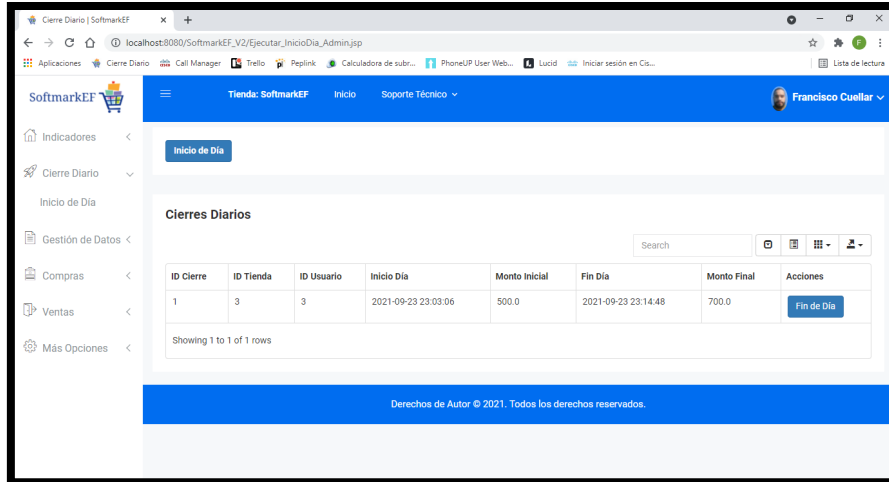 Cierre Diario | SoftmarkEF
localhost:8080/SoftmarkEF_V2/Ejecutar_InicioDia_Admin.jsp
Aplicaciones Cierre Diario Call Manager Trello Peplink Calculadora de subr... PhoneUP User Web... Lucid Iniciar sesión en Cis... Lista de lectura
SoftmarkEF Tienda: SoftmarkEF Inicio Soporte Técnico Francisco Cuellar
Indicadores
Cierre Diario
Inicio de Día
Gestión de Datos
Compras
Ventas
Más Opciones
Inicio de Día
Cierres Diarios
Search
ID Cierre ID Tienda ID Usuario Inicio Día Monto Inicial Fin Día Monto Final Acciones
1 3 3 2021-09-23 23:03:06 500.0 2021-09-23 23:14:48 700.0 Fin de Día
Showing 1 to 1 of 1 rows
Derechos de Autor © 2021. Todos los derechos reservados.